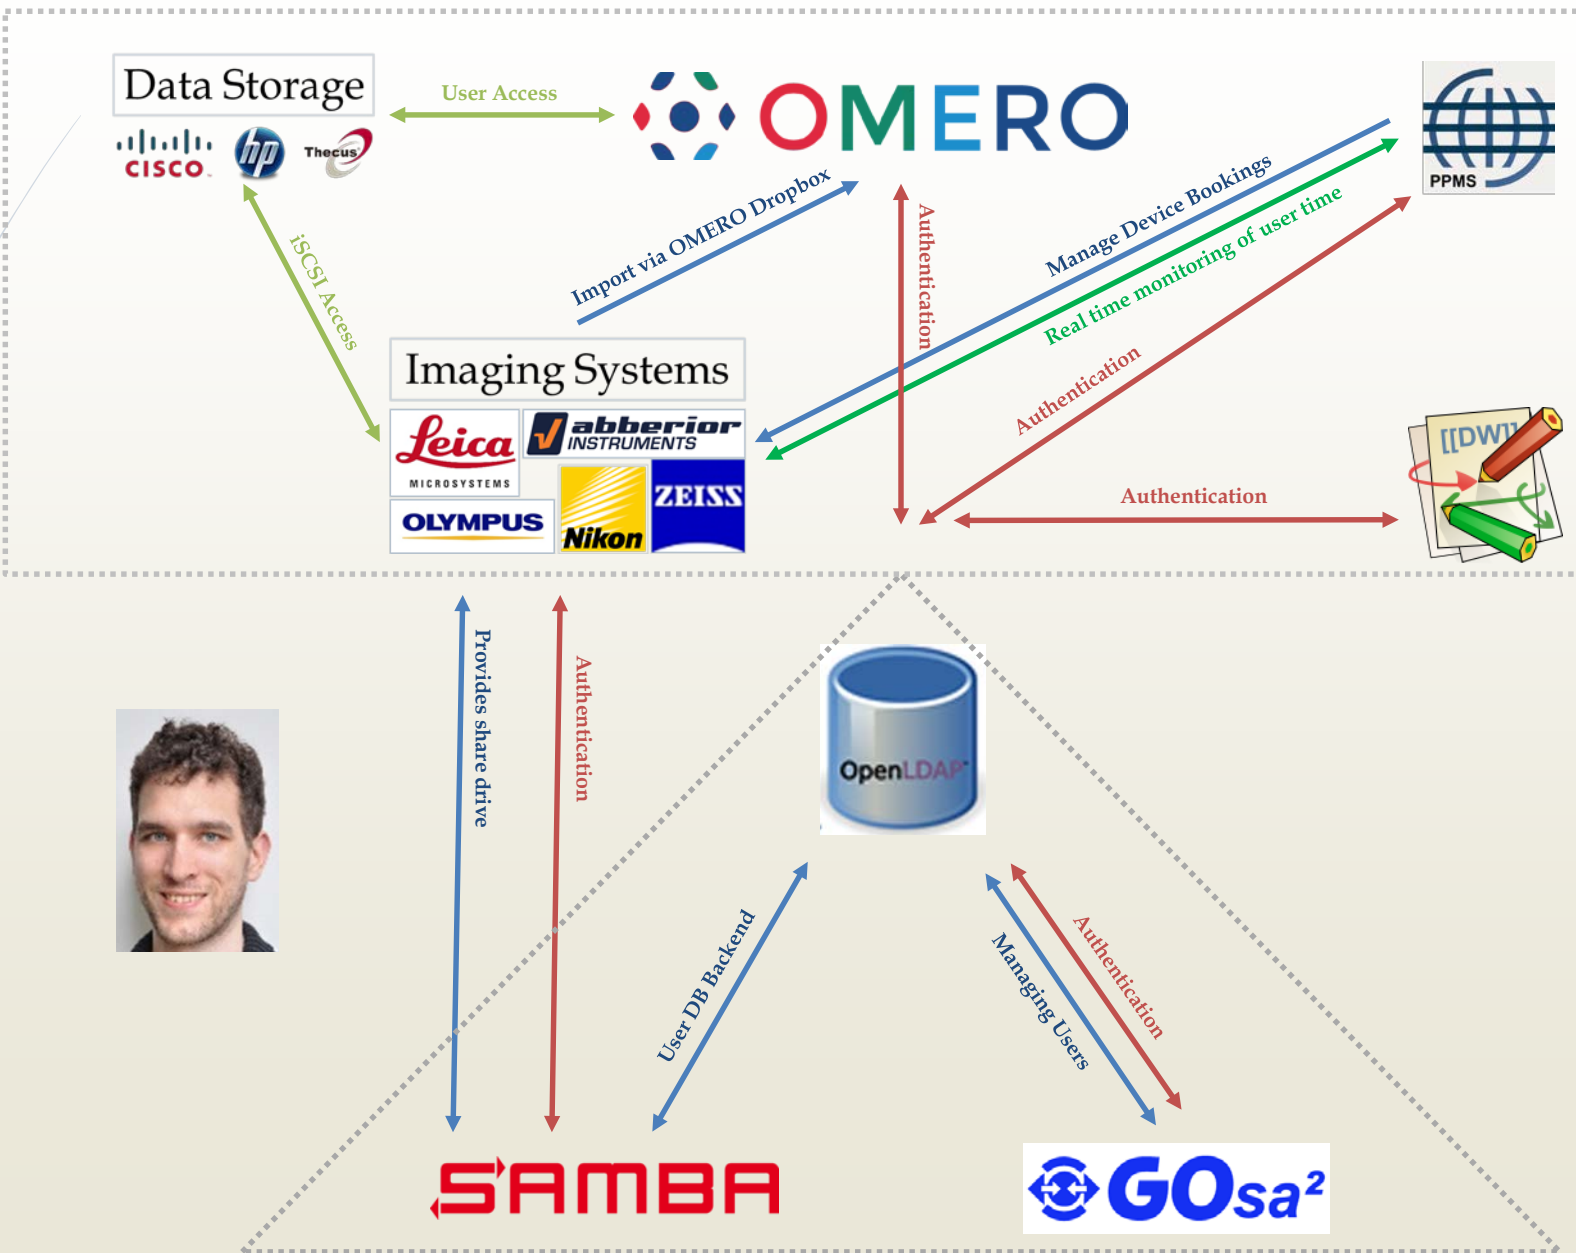 Data Storage
User Access
OMERO
CISCO
hp
Thecus
PPMS
Import via OMERO Dropbox
Authentication
Manage Device Bookings
Real time monitoring of user time
iSCSI Access
Authentication
Imaging Systems
Leica
MICROSYSTEMS
abberior
INSTRUMENTS
ZEISS
OLYMPUS
Nikon
Authentication
[[DW]]
Provides share drive
Authentication
OpenLDAP
User DB Backend
Managing Users
Authentication
SAMBA
GOsa²